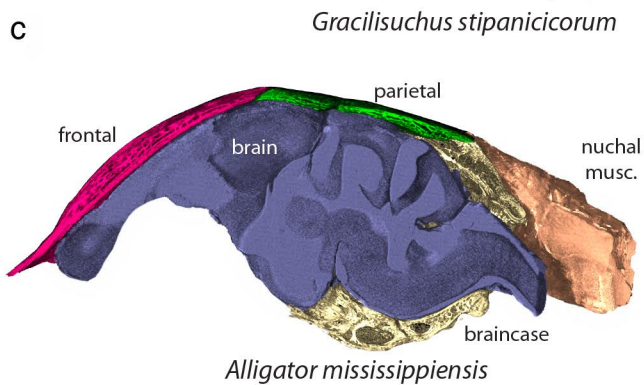 c
Gracilisuchus stipanicicorum
parietal
frontal
brain
nuchal
musc.
braincase
Alligator mississippiensis